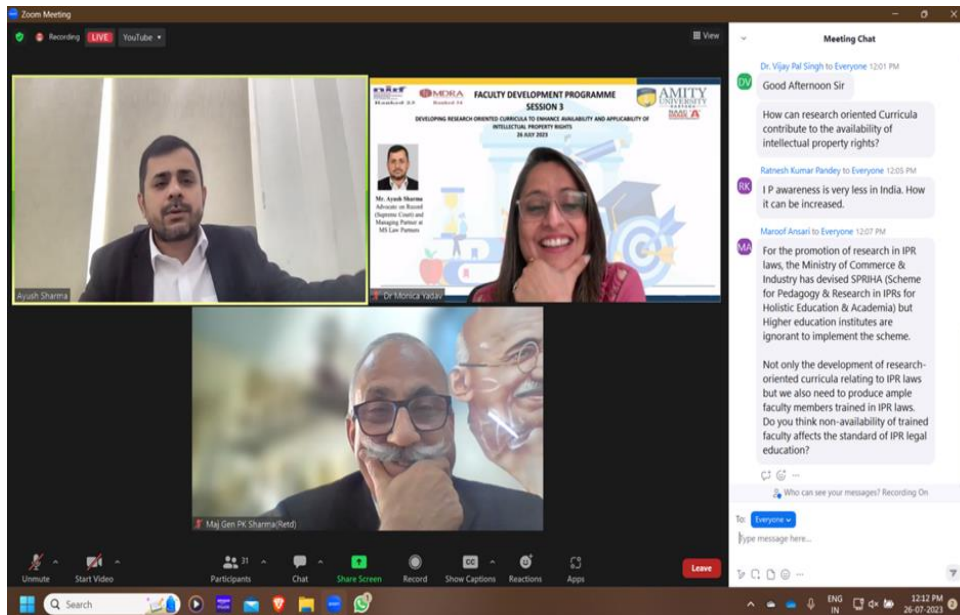 Zoom Meeting
Recording
LIVE
YouTube
View
Ayush Sharma
MDRA
FACULTY DEVELOPMENT PROGRAMME
SESSION 3
DEVELOPING RESEARCH ORIENTED CURRICULA TO ENHANCE AVAILABILITY AND APPLICABILITY OF
INTELLECTUAL PROPERTY RIGHTS
26 JULY 2023
AMITY
UNIVERSITY
Mr. Ayush Sharma
Advocate on Record
(Supreme Court) and
Managing Partner at
MS Law Partners
Dr Monica Yadav
Maj Gen PK Sharma(Retd)
Meeting Chat
Dr. Vijay Pal Singh to Everyone 12:01 PM
DV
Good Afternoon Sir
How can research oriented Curricula
contribute to the availability of
intellectual property rights?
Ratnesh Kumar Pandey to Everyone 12:05 PM
RK
I P awareness is very less in India. How
it can be increased.
Maroof Ansari to Everyone 12:07 PM
MA
For the promotion of research in IPR
laws, the Ministry of Commerce &
Industry has devised SPRIHA (Scheme
for Pedagogy & Research in IPRs for
Holistic Education & Academia) but
Higher education institutes are
ignorant to implement the scheme.
Not only the development of research-
oriented curricula relating to IPR laws
but we also need to produce ample
faculty members trained in IPR laws.
Do you think non-availability of trained
faculty affects the standard of IPR legal
education?
Who can see your messages? Recording On
To: Everyone
Type message here...
Unmute
Start Video
31
Participants
Chat
Share Screen
Record
CC
Show Captions
Reactions
Apps
Leave
Search
ENG
IN
12:12 PM
26-07-2023